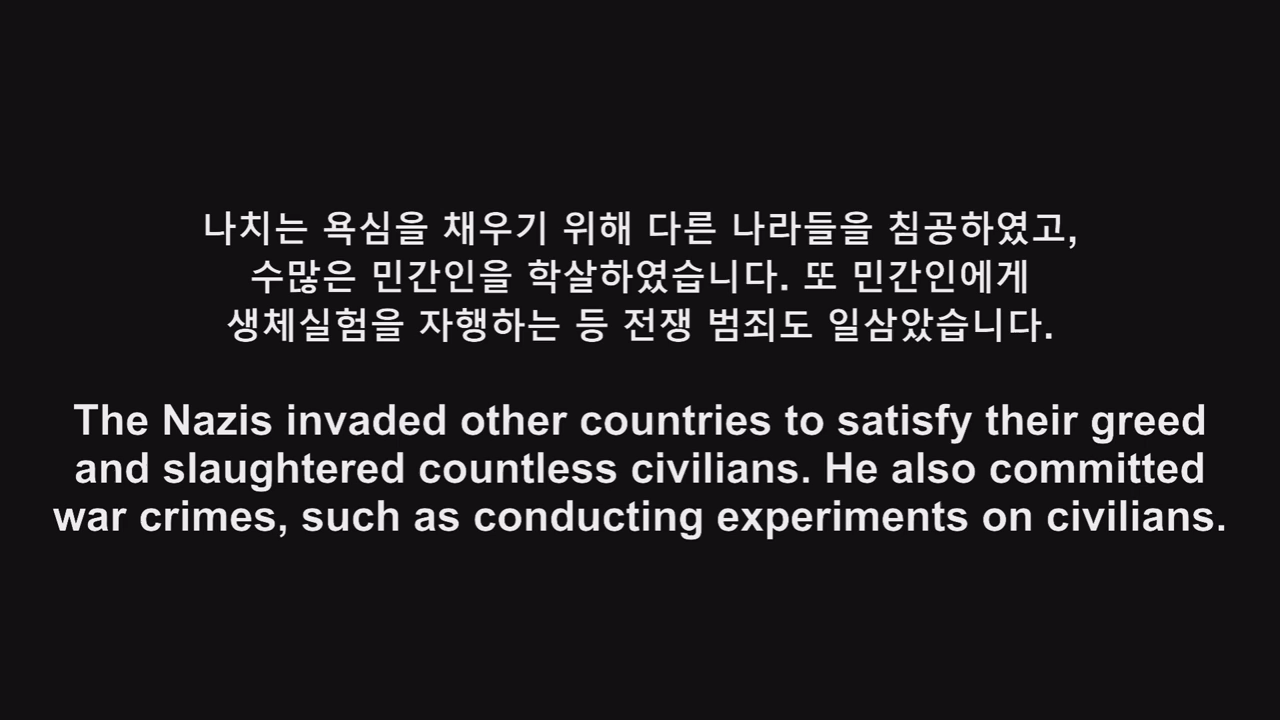 나치는 욕심을 채우기 위해 다른 나라들을 침공하였고,
수많은 민간인을 학살하였습니다. 또 민간인에게
생체실험을 자행하는 등 전쟁 범죄도 일삼았습니다.
The Nazis invaded other countries to satisfy their greed
and slaughtered countless civilians. He also committed
war crimes, such as conducting experiments on civilians.